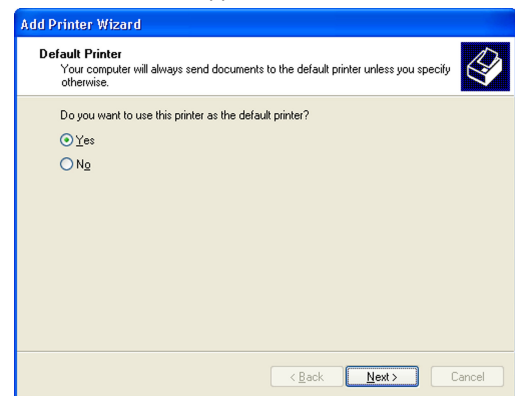 Add Printer Wizard
Default Printer
Your computer will always send documents to the default printer unless you specify
otherwise.
Do you want to use this printer as the default printer?
Yes
No
< Back
Next >
Cancel